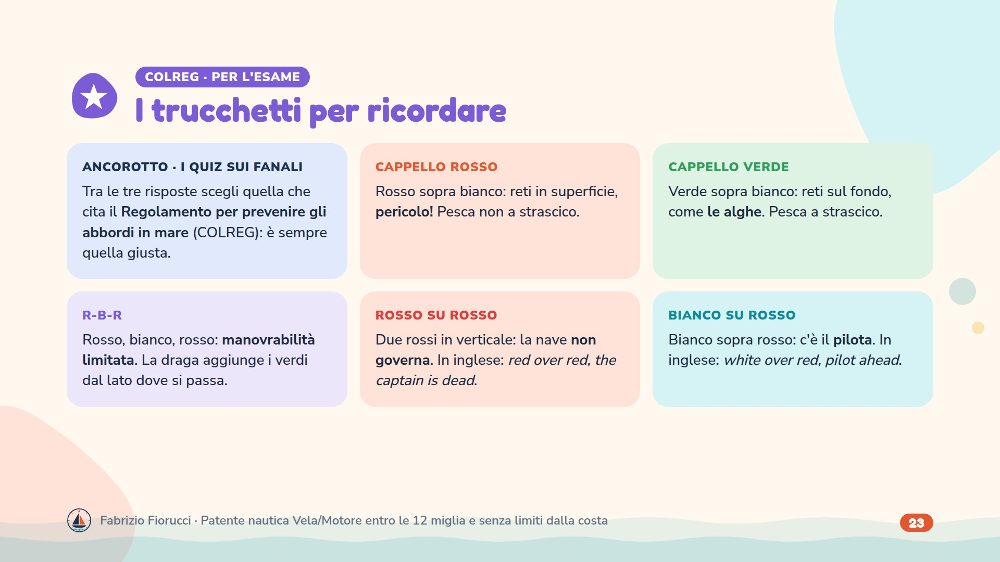 COLREG · PER L'ESAME
I trucchetti per ricordare
ANCOROTTO · I QUIZ SUI FANALI
Tra le tre risposte scegli quella che
cita il Regolamento per prevenire gli
abbordi in mare (COLREG): è sempre
quella giusta.
CAPPELLO ROSSO
Rosso sopra bianco: reti in superficie,
pericolo! Pesca non a strascico.
CAPPELLO VERDE
Verde sopra bianco: reti sul fondo,
come le alghe. Pesca a strascico.
R-B-R
Rosso, bianco, rosso: manovrabilità
limitata. La draga aggiunge i verdi
dal lato dove si passa.
ROSSO SU ROSSO
Due rossi in verticale: la nave non
governa. In inglese: red over red, the
captain is dead.
BIANCO SU ROSSO
Bianco sopra rosso: c'è il pilota. In
inglese: white over red, pilot ahead.
Fabrizio Fiorucci · Patente nautica Vela/Motore entro le 12 miglia e senza limiti dalla costa
23